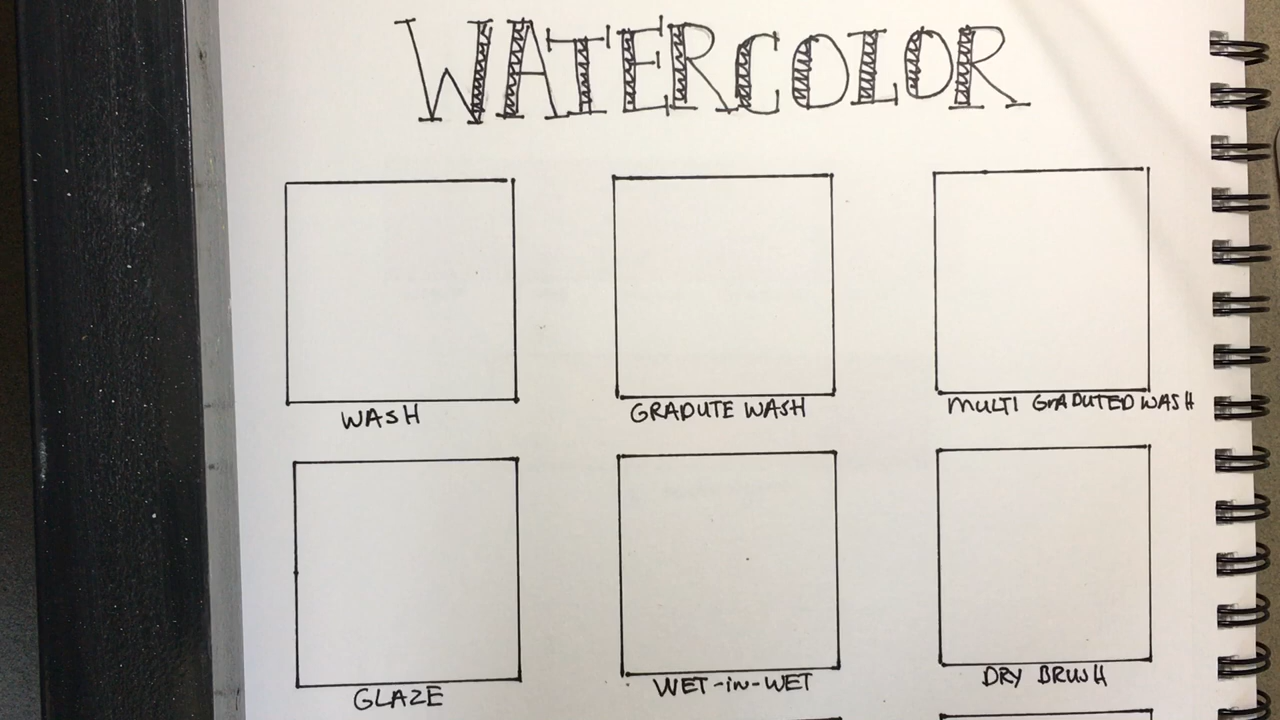 WATERCOLOR
WASH
GRADUTE WASH
MULTI GRADUTED WASH
GLAZE
WET-in-WET
DRY BRUSH